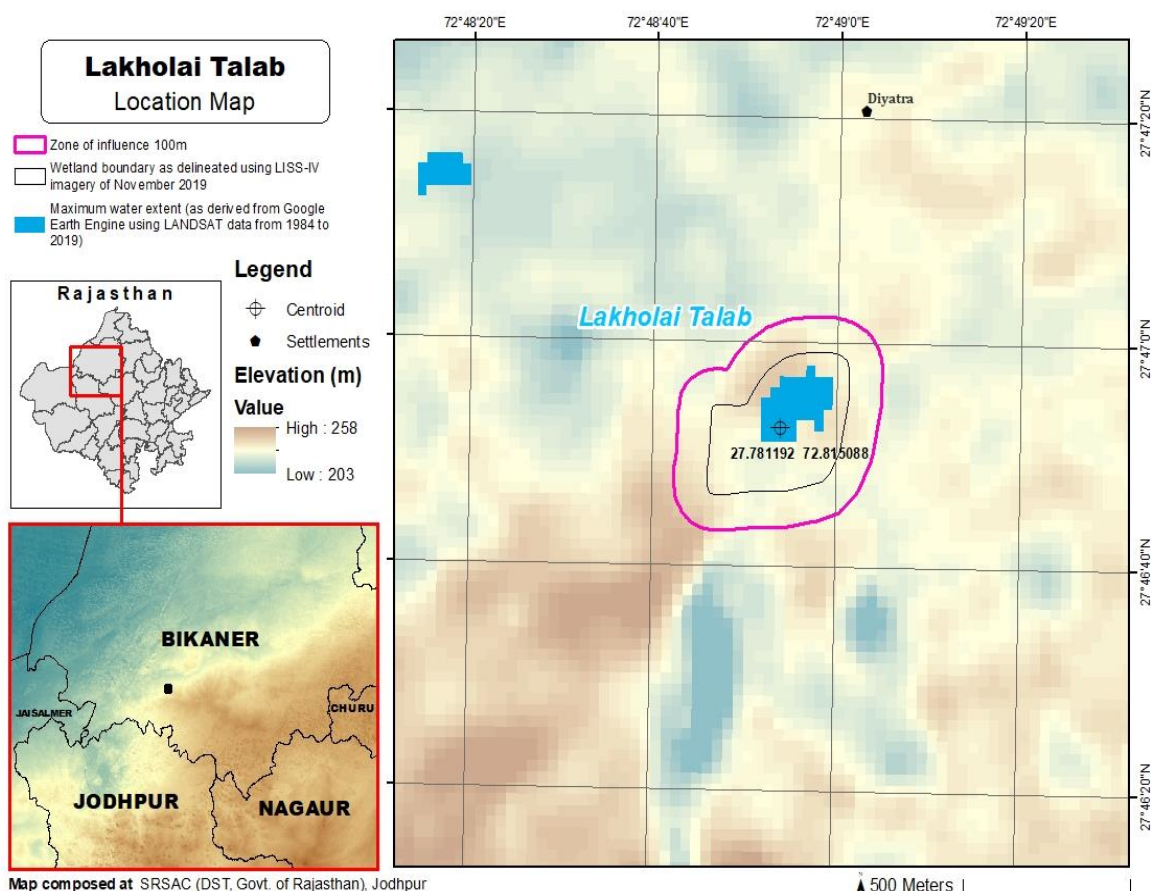 Lakholai Talab
Location Map
Zone of influence 100m
Wetland boundary as delineated using LISS-IV
imagery of November 2019
Maximum water extent (as derived from Google
Earth Engine using LANDSAT data from 1984 to
2019)
Rajasthan
Legend
Centroid
Settlements
Elevation (m)
Value
High : 258
Low : 203
BIKANER
JAISALMER
CHURU
JODHPUR
NAGAUR
Map composed at SRSAC (DST, Govt. of Rajasthan), Jodhpur
72°48'20"E
72°48'40"E
72°49'0"E
72°49'20"E
Diyatra
27°47'20"N
Lakholai Talab
27°47'0"N
27.781192 72.815088
27°46'40"N
27°46'20"N
500 Meters